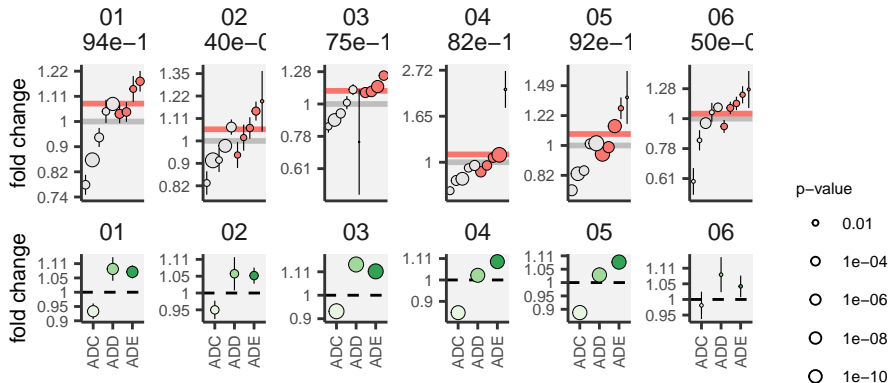 01 02 03 04 05 06
94e−1 40e−0 75e−1 82e−1 92e−1 50e−0
fold change
1.22 1.11 1 0.9 0.82 0.74
1.35 1.22 1.11 1 0.9 0.82
1.28 1 0.78 0.61
2.72 1.65 1
1.49 1.22 1 0.82
1.28 1 0.78 0.61
01 02 03 04 05 06
fold change
1.11 1.05 1 0.95 0.9
1.11 1.05 1 0.95
1.11 1 0.9
1.11 1 0.9
1.11 1.05 1 0.95 0.9
1.11 1.05 1 0.95
ADC ADD ADE
ADC ADD ADE
ADC ADD ADE
ADC ADD ADE
ADC ADD ADE
ADC ADD ADE
p−value
0.01
1e−04
1e−06
1e−08
1e−10